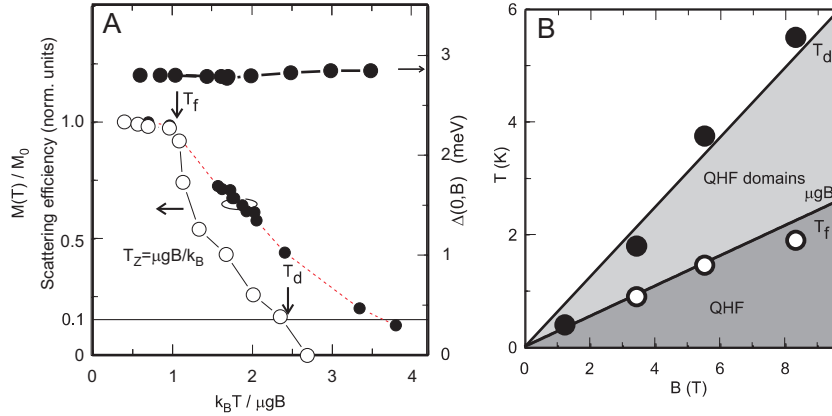 A
B
M(T) / M0
Scattering efficiency (norm. units)
1.0
0.5
0.1
0
Tf
TZ=μgB/kB
Td
3
2
1
0
Δ(0,B) (meV)
0
1
2
3
4
kBT / μgB
T (K)
6
4
2
0
Td
QHF domains
μgB
Tf
QHF
0
2
4
6
8
B (T)